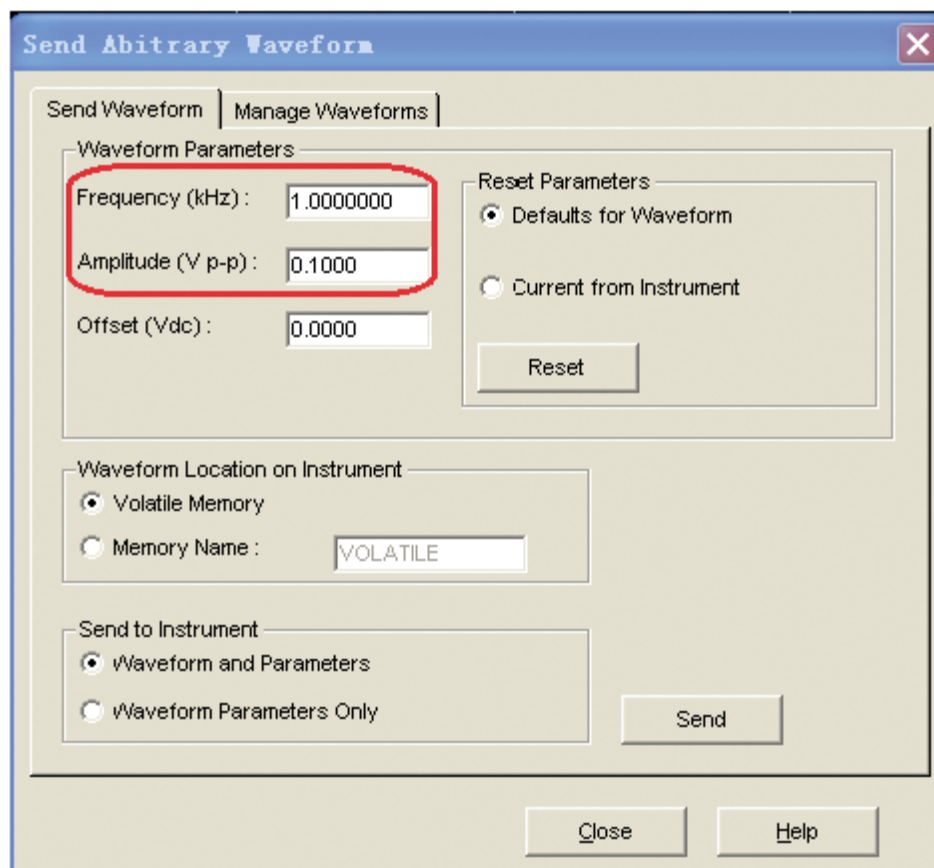 Send Abitrary Waveform
Send Waveform
Manage Waveforms
Waveform Parameters
Frequency (kHz) :
1.0000000
Amplitude (V p-p) :
0.1000
Offset (Vdc) :
0.0000
Reset Parameters
Defaults for Waveform
Current from Instrument
Reset
Waveform Location on Instrument
Volatile Memory
Memory Name :
VOLATILE
Send to Instrument
Waveform and Parameters
Waveform Parameters Only
Send
Close
Help